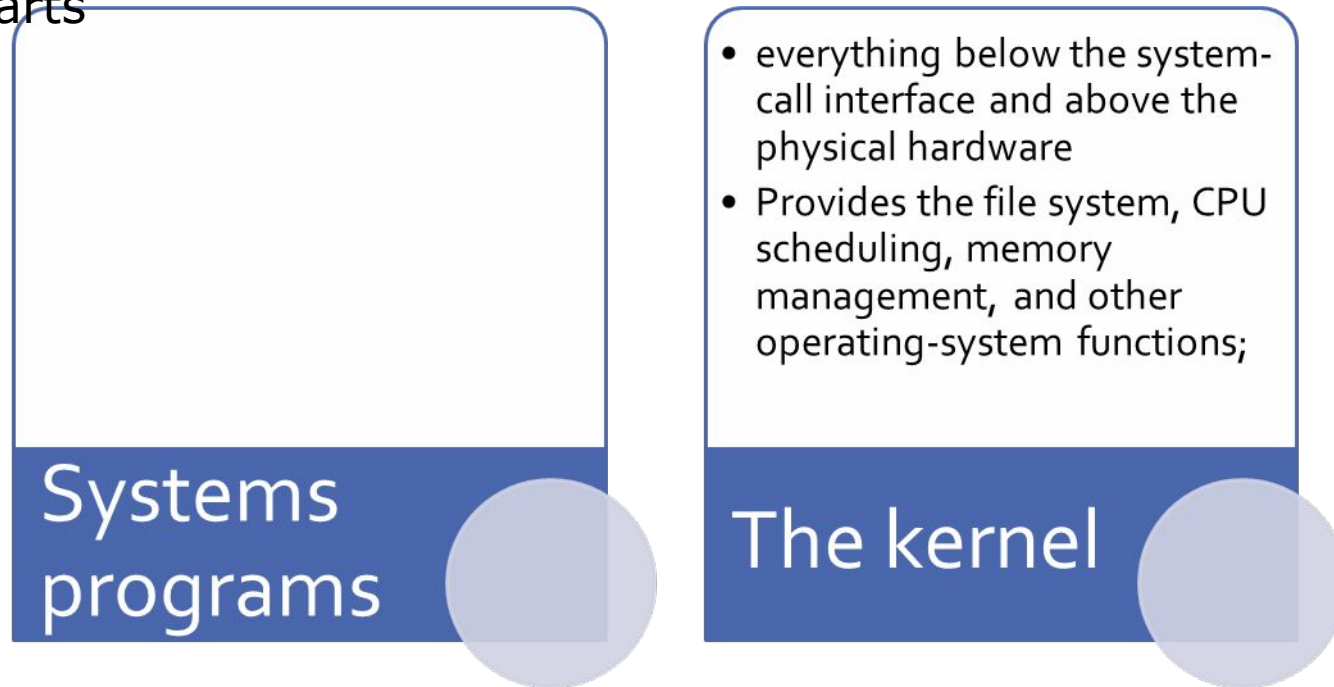 arts
• everything below the system-
call interface and above the
physical hardware
• Provides the file system, CPU
scheduling, memory
management, and other
operating-system functions;
Systems
programs
The kernel